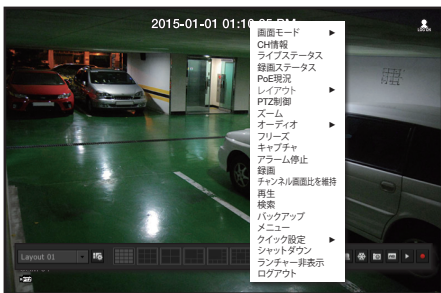 2015-01-01 01:10:25 PM
画面モード
CH情報
ライブステータス
録画ステータス
PoE現況
レイアウト
PTZ制御
ズーム
オーディオ
フリーズ
キャプチャ
アラーム停止
録画
チャンネル画面比を維持
再生
検索
バックアップ
メニュー
クイック設定
シャットダウン
ランチャー非表示
ログアウト
Layout 01